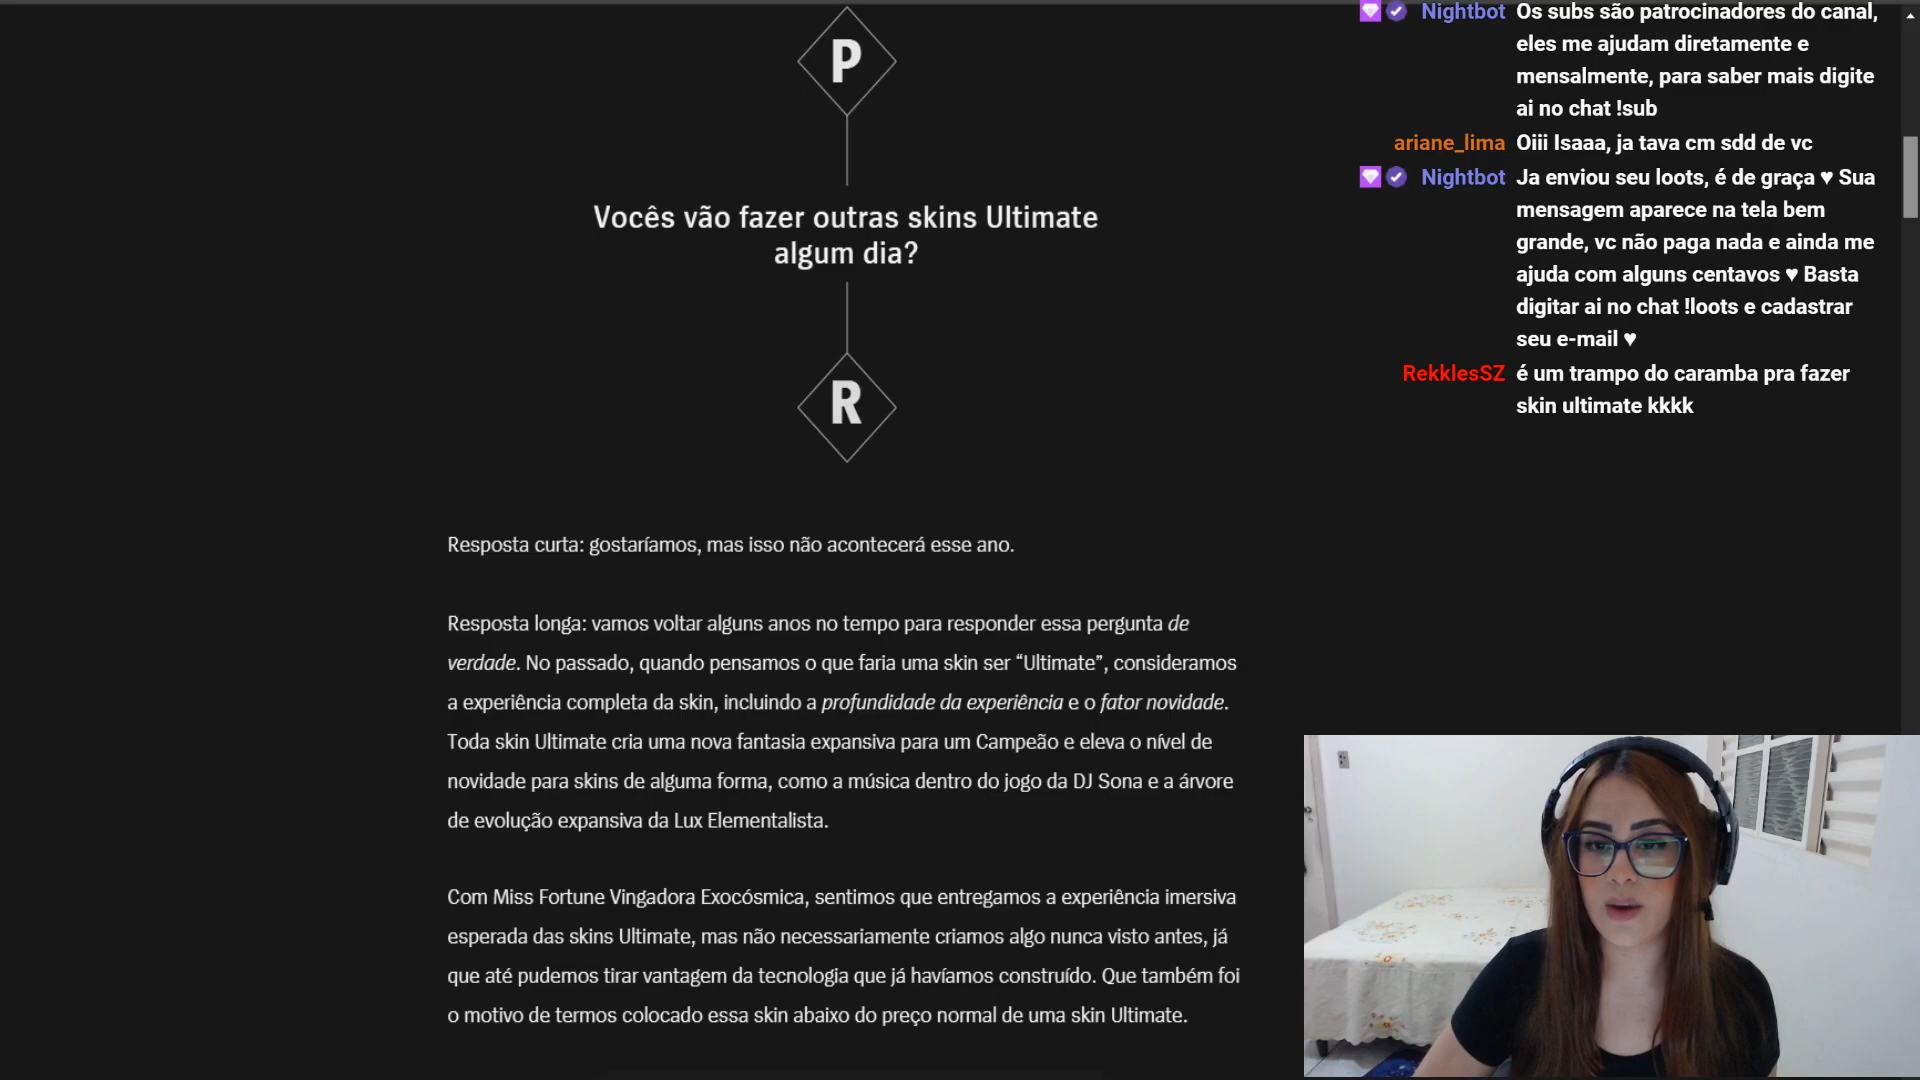 P
Vocês vão fazer outras skins Ultimate
algum dia?
R
Resposta curta: gostaríamos, mas isso não acontecerá esse ano.
Resposta longa: vamos voltar alguns anos no tempo para responder essa pergunta de
verdade. No passado, quando pensamos o que faria uma skin ser “Ultimate”, consideramos
a experiência completa da skin, incluindo a profundidade da experiência e o fator novidade.
Toda skin Ultimate cria uma nova fantasia expansiva para um Campeão e eleva o nível de
novidade para skins de alguma forma, como a música dentro do jogo da DJ Sona e a árvore
de evolução expansiva da Lux Elementalista.
Com Miss Fortune Vingadora Exocósmica, sentimos que entregamos a experiência imersiva
esperada das skins Ultimate, mas não necessariamente criamos algo nunca visto antes, já
que até pudemos tirar vantagem da tecnologia que já havíamos construído. Que também foi
o motivo de termos colocado essa skin abaixo do preço normal de uma skin Ultimate.
Nightbot Os subs são patrocinadores do canal,
eles me ajudam diretamente e
mensalmente, para saber mais digite
ai no chat !sub
ariane_lima Oiii Isaaa, ja tava cm sdd de vc
Nightbot Ja enviou seu loots, é de graça ♥ Sua
mensagem aparece na tela bem
grande, vc não paga nada e ainda me
ajuda com alguns centavos ♥ Basta
digitar ai no chat !loots e cadastrar
seu e-mail ♥
RekklesSZ é um trampo do caramba pra fazer
skin ultimate kkkk